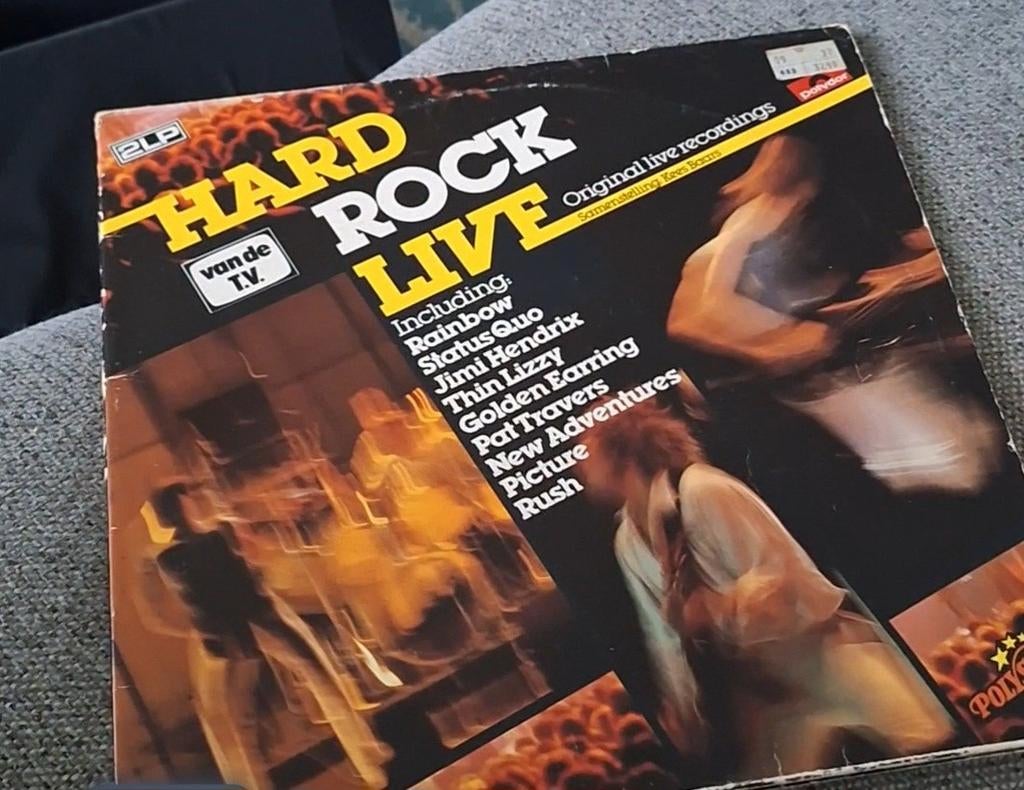 2LP
HARD
ROCK
LIVE
van de
T.V.
Original live recordings
Samenstelling: Kees Baars
Polydor
Including:
Rainbow
Status Quo
Jimi Hendrix
Thin Lizzy
Golden Earring
Pat Travers
New Adventures
Picture
Rush